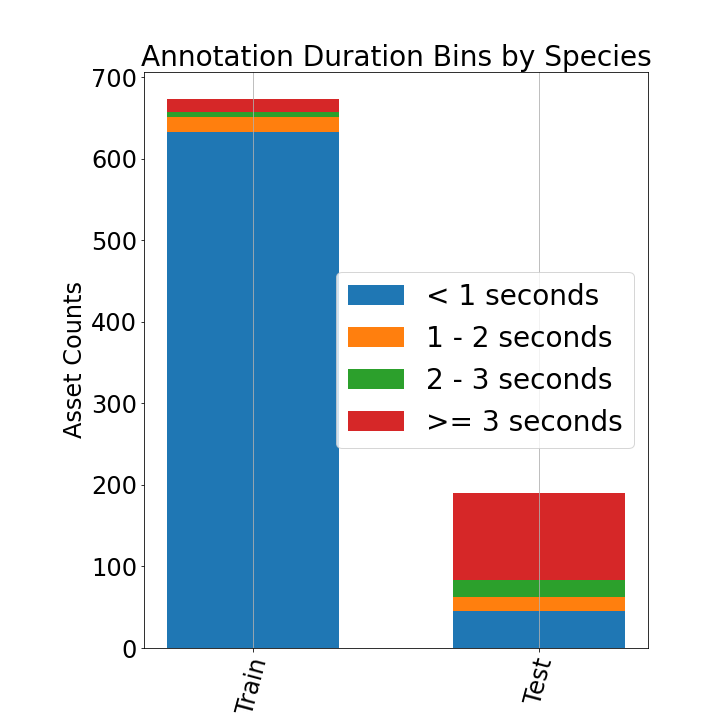 Annotation Duration Bins by Species
700
600
500
400
300
200
100
0
Asset Counts
< 1 seconds
1 - 2 seconds
2 - 3 seconds
>= 3 seconds
Train
Test